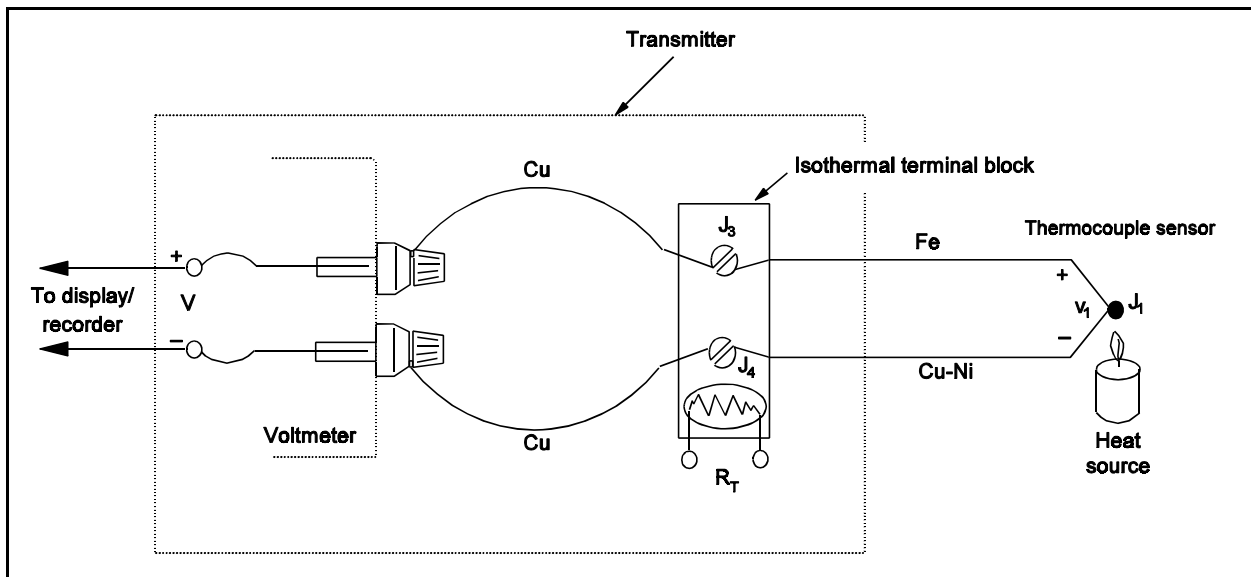 Transmitter
Isothermal terminal block
Cu
J3
Fe
Thermocouple sensor
+
+
V
To display/
recorder
v1
J1
−
−
J4
Cu-Ni
Voltmeter
Cu
RT
Heat
source